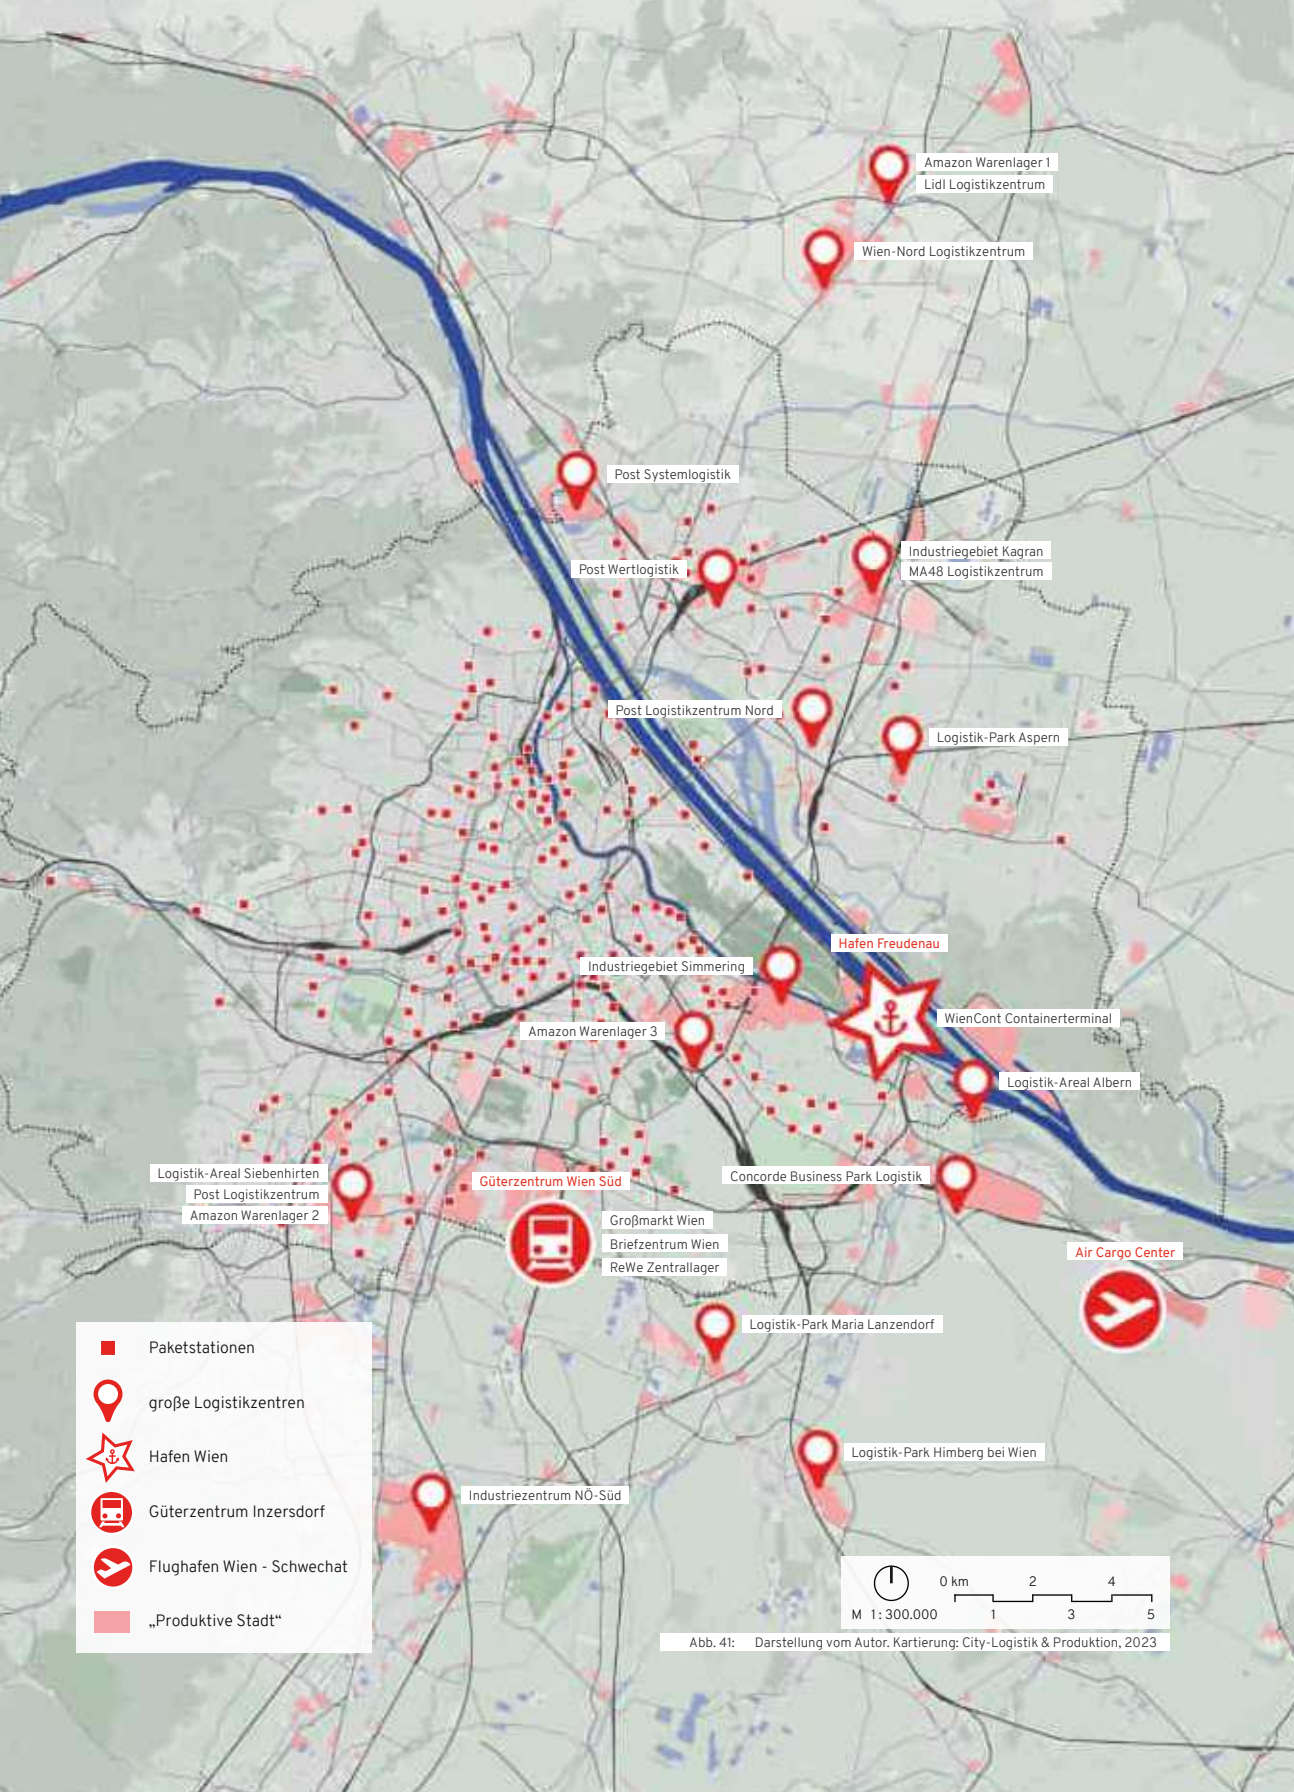 Amazon Warenlager 1
Lidl Logistikzentrum
Wien-Nord Logistikzentrum
Post Systemlogistik
Industriegebiet Kagran
Post Wertlogistik
MA48 Logistikzentrum
Post Logistikzentrum Nord
Logistik-Park Aspern
Hafen Freudenau
Industriegebiet Simmering
WienCont Containerterminal
Amazon Warenlager 3
Logistik-Areal Albern
Logistik-Areal Siebenhirten
Post Logistikzentrum
Amazon Warenlager 2
Güterzentrum Wien Süd
Concorde Business Park Logistik
Großmarkt Wien
Briefzentrum Wien
ReWe Zentrallager
Air Cargo Center
Logistik-Park Maria Lanzendorf
Paketstationen
große Logistikzentren
Hafen Wien
Güterzentrum Inzersdorf
Flughafen Wien - Schwechat
„Produktive Stadt“
Logistik-Park Himberg bei Wien
Industriezentrum NÖ-Süd
0 km 2 4
M 1:300.000 1 3 5
Abb. 41: Darstellung vom Autor. Kartierung: City-Logistik & Produktion, 2023